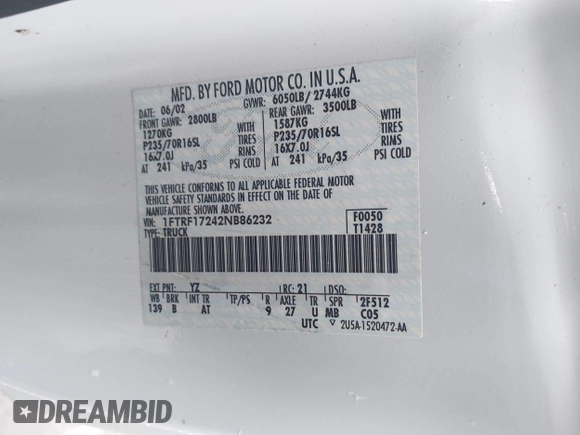 MFD. BY FORD MOTOR CO. IN U.S.A.
DATE: 06/02 GVWR: 6050LB/ 2744KG
FRONT GAWR: 2800LB REAR GAWR: 3500LB
1270KG 1587KG
P235/70R16SL TIRES P235/70R16SL TIRES
16X7.0J RIMS 16X7.0J RIMS
AT 241 kPa/35 PSI COLD AT 241 kPa/35 PSI COLD
THIS VEHICLE CONFORMS TO ALL APPLICABLE FEDERAL MOTOR
VEHICLE SAFETY STANDARDS IN EFFECT ON THE DATE OF
MANUFACTURE SHOWN ABOVE.
VIN: 1FTRF17242NB86232 F0050
TYPE: TRUCK T1428
EXT PNT: YZ RC: 21 DSO:
WB BRK INT TR TP/PS R AXLE TR SPR 2F512
139 B AT 9 27 U MB C05
UTC 2U5A-1520472-AA
DREAMBID